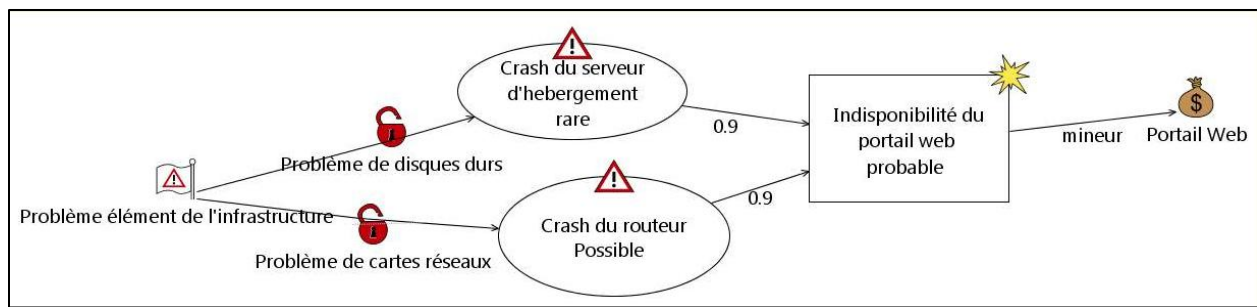 Crash du serveur
d'hebergement
rare
0.9
Problème de disques durs
Indisponibilité du
portail web
probable
mineur
Portail Web
$
Problème élément de l'infrastructure
Crash du routeur
Possible
0.9
Problème de cartes réseaux